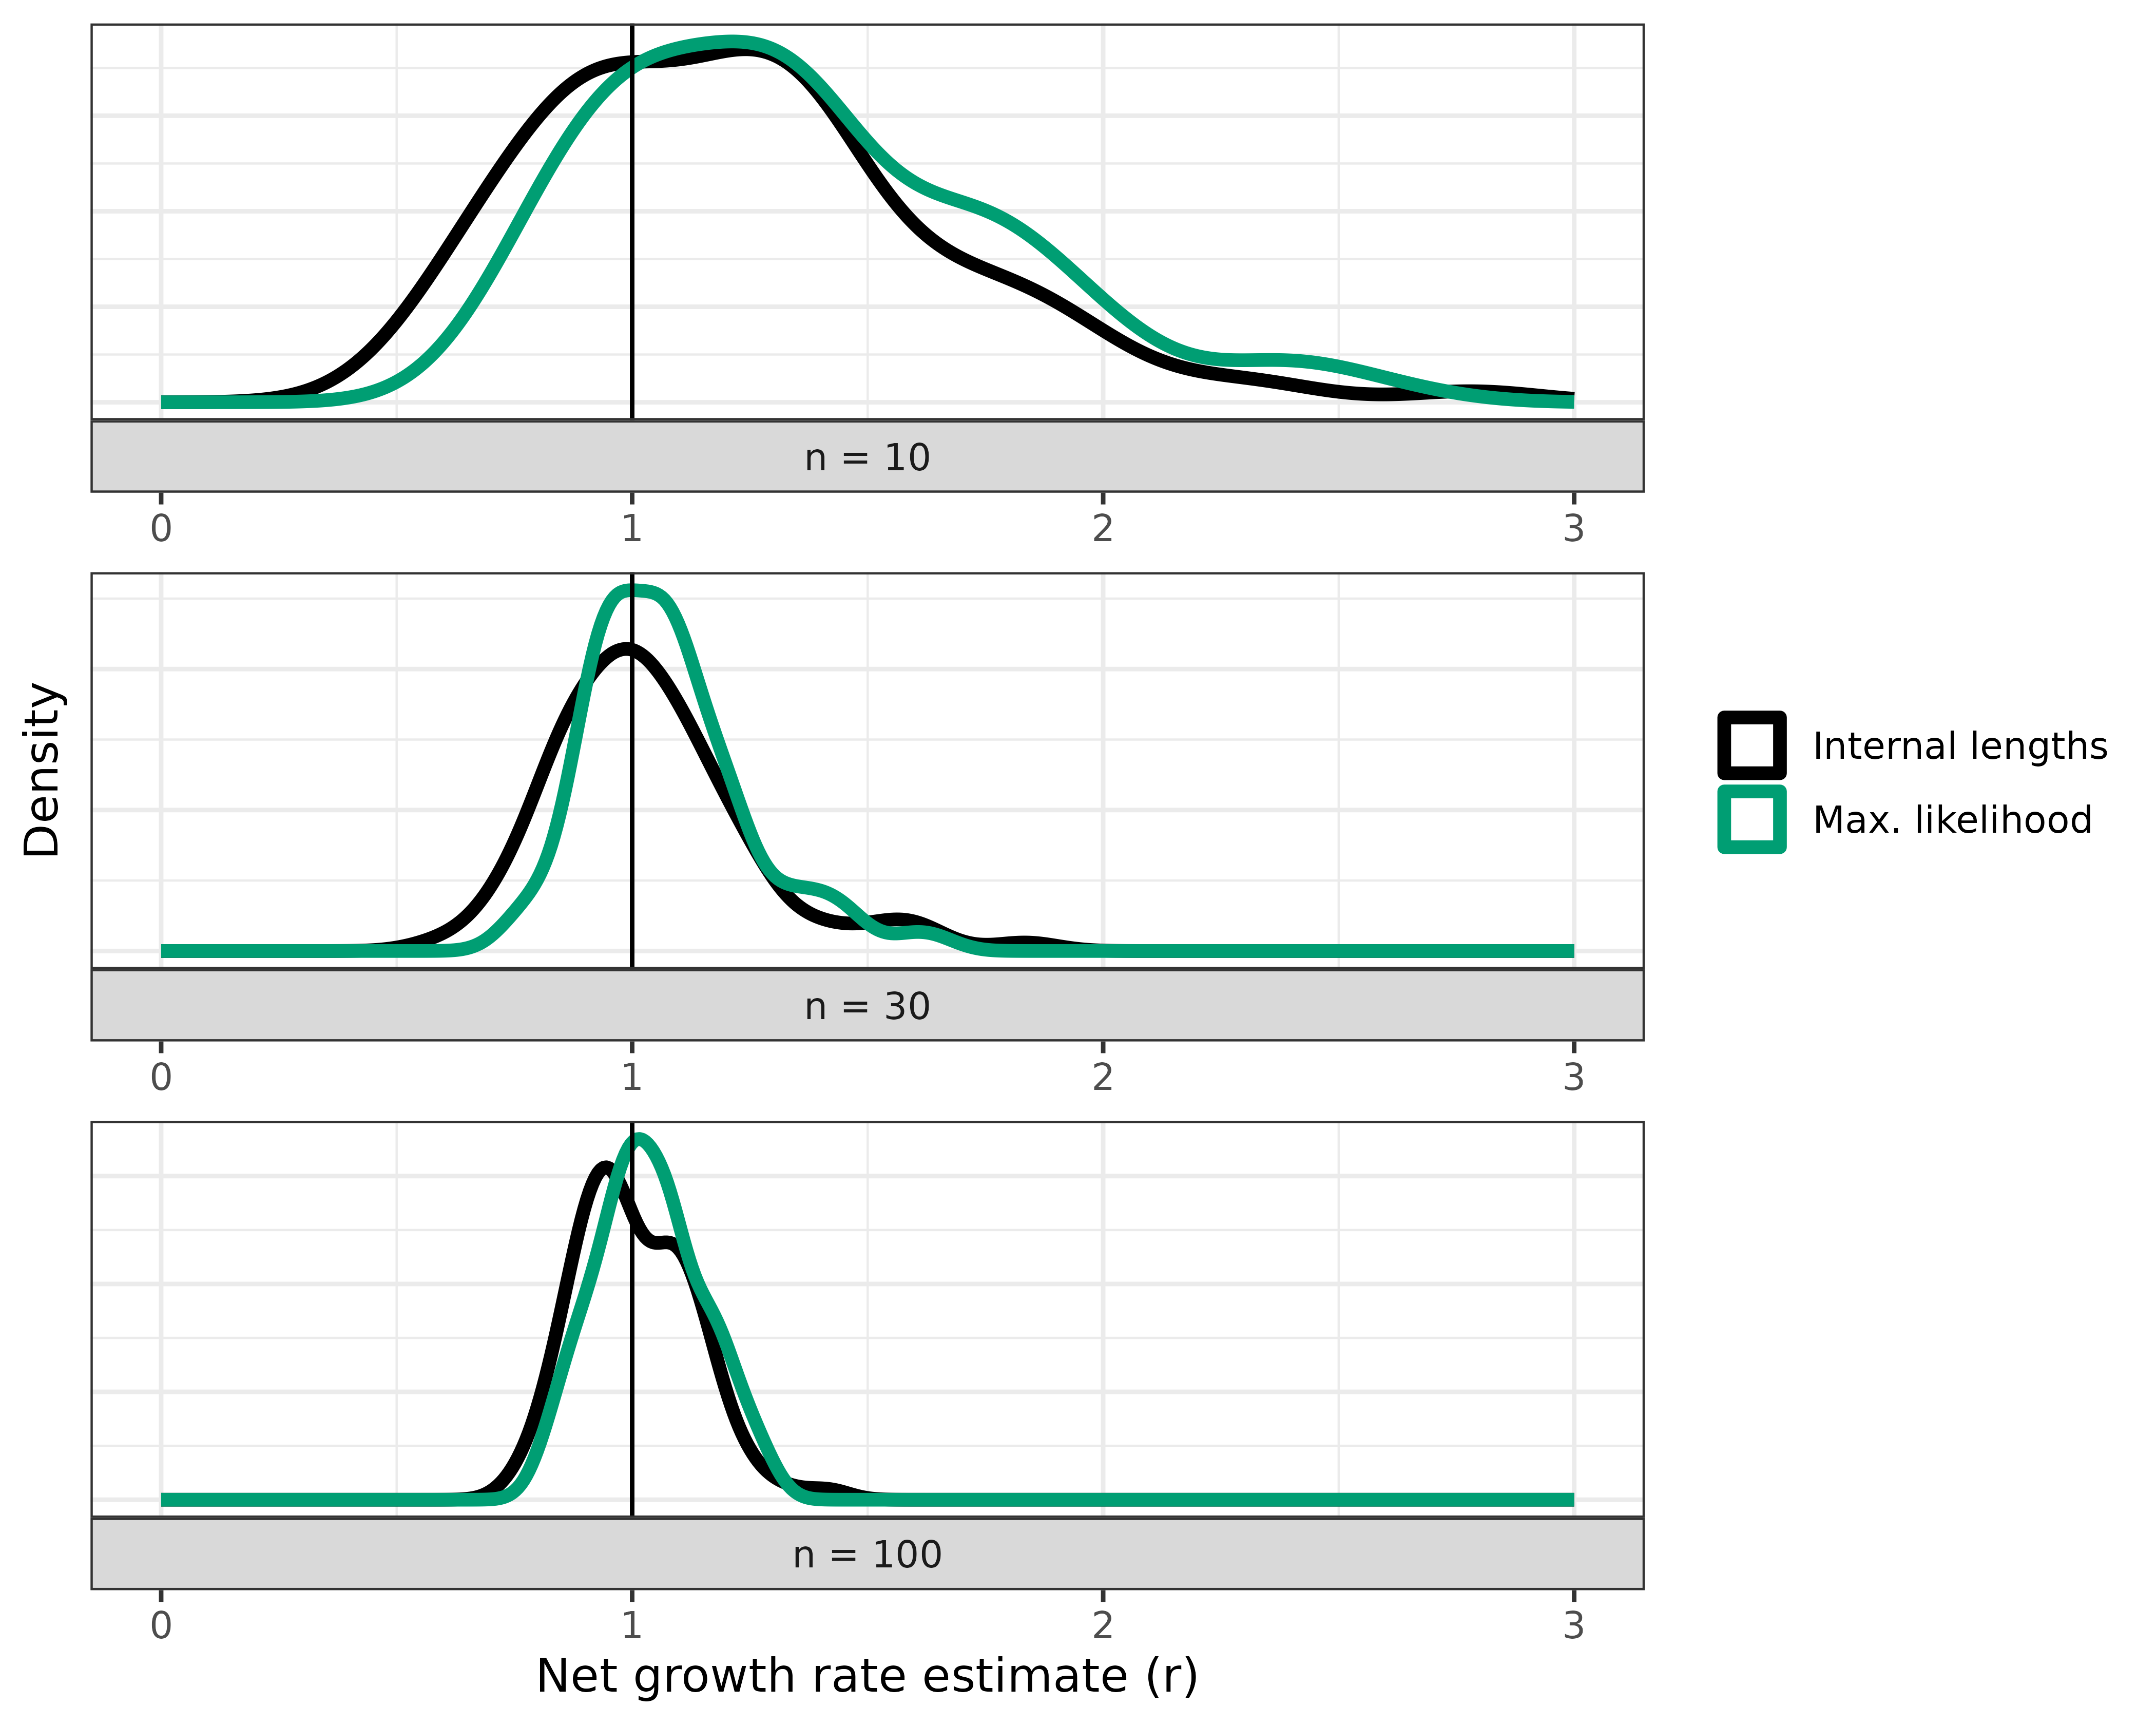 n = 10
0 1 2 3
n = 30
0 1 2 3
n = 100
0 1 2 3
Net growth rate estimate (r)
Density
Internal lengths
Max. likelihood